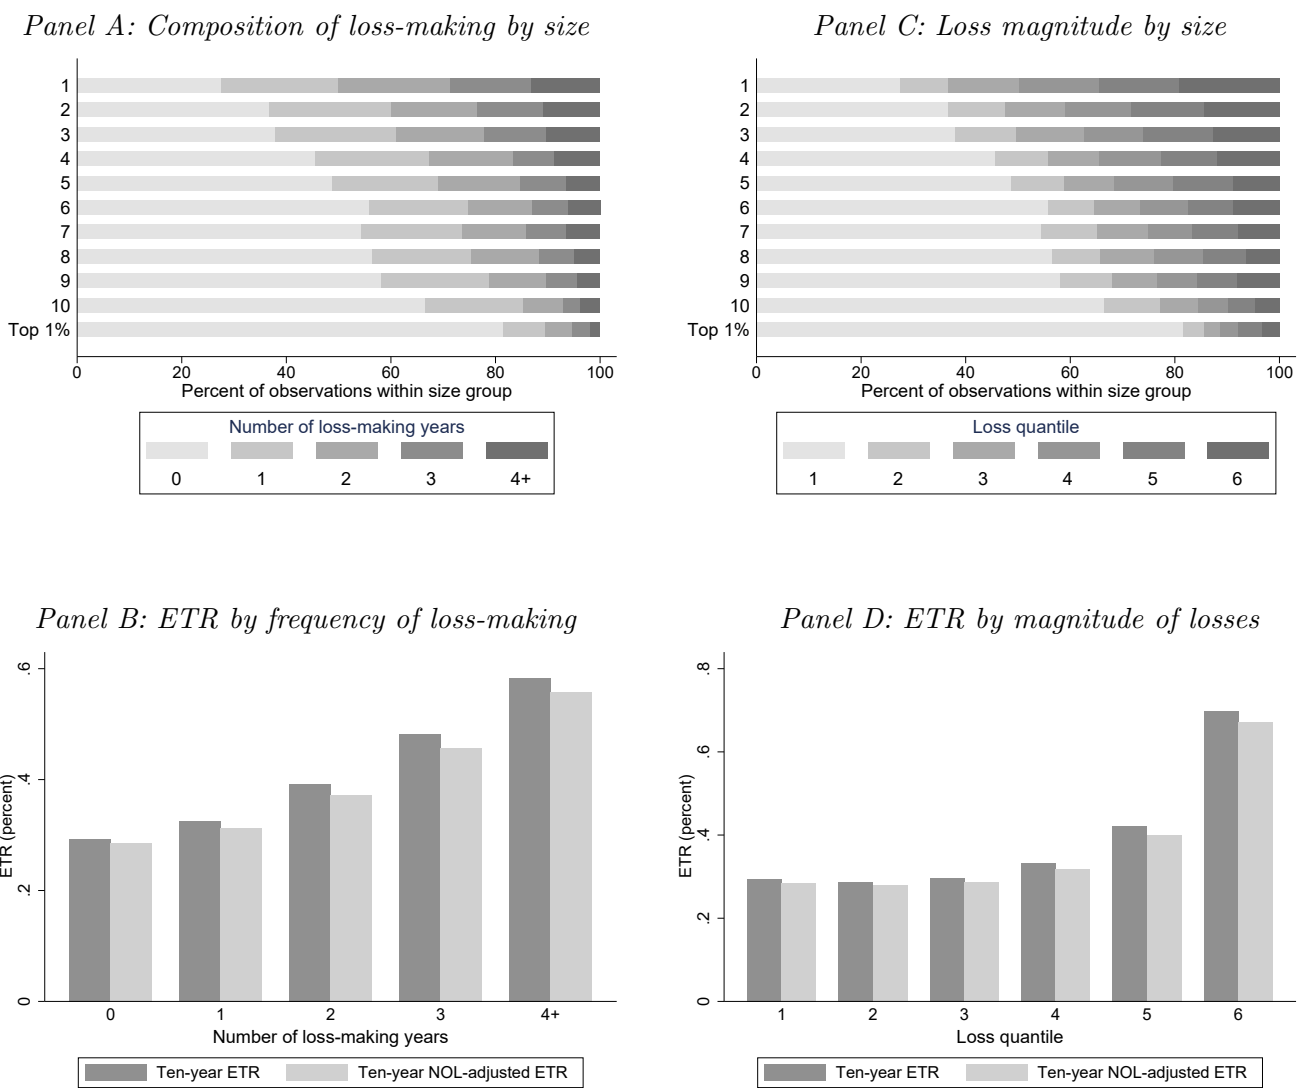 Panel A: Composition of loss-making by size
1
2
3
4
5
6
7
8
9
10
Top 1%
0 20 40 60 80 100
Percent of observations within size group
Number of loss-making years
0 1 2 3 4+
Panel C: Loss magnitude by size
1
2
3
4
5
6
7
8
9
10
Top 1%
0 20 40 60 80 100
Percent of observations within size group
Loss quantile
1 2 3 4 5 6
Panel B: ETR by frequency of loss-making
ETR (percent)
.6
.4
.2
0
0 1 2 3 4+
Number of loss-making years
Ten-year ETR Ten-year NOL-adjusted ETR
Panel D: ETR by magnitude of losses
ETR (percent)
.8
.6
.4
.2
0
1 2 3 4 5 6
Loss quantile
Ten-year ETR Ten-year NOL-adjusted ETR